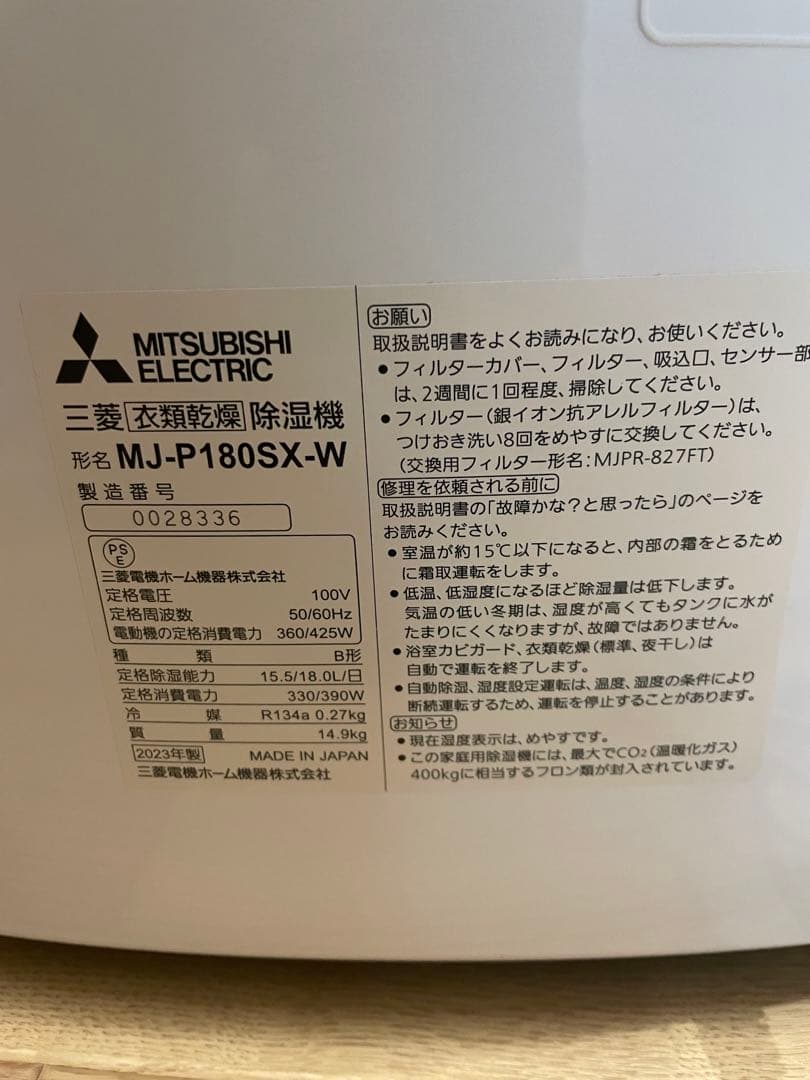 MITSUBISHI
ELECTRIC
三菱 衣類乾燥 除湿機
形名 MJ-P180SX-W
製造番号
0028336
PS
E
三菱電機ホーム機器株式会社
定格電圧 100V
定格周波数 50/60Hz
電動機の定格消費電力 360/425W
種類 B形
定格除湿能力 15.5/18.0L/日
定格消費電力 330/390W
冷媒 R134a 0.27kg
質量 14.9kg
2023年製 MADE IN JAPAN
三菱電機ホーム機器株式会社
お願い
取扱説明書をよくお読みになり、お使いください。
●フィルターカバー、フィルター、吸込口、センサー部
は、2週間に1回程度、掃除してください。
●フィルター(銀イオン抗アレルフィルター)は、
つけおき洗い8回をめやすに交換してください。
(交換用フィルター形名:MJPR-827FT)
修理を依頼される前に
取扱説明書の「故障かな?と思ったら」のページを
お読みください。
●室温が約15℃以下になると、内部の霜をとるため
に霜取運転をします。
●低温、低湿度になるほど除湿量は低下します。
気温の低い冬期は、湿度が高くてもタンクに水が
たまりにくくなりますが、故障ではありません。
●浴室カビガード、衣類乾燥(標準、夜干し)は
自動で運転を終了します。
●自動除湿、湿度設定運転は、温度、湿度の条件により
断続運転するため、運転を停止することがあります。
お知らせ
●現在湿度表示は、めやすです。
●この家庭用除湿機には、最大でCO₂(温暖化ガス)
400kgに相当するフロン類が封入されています。